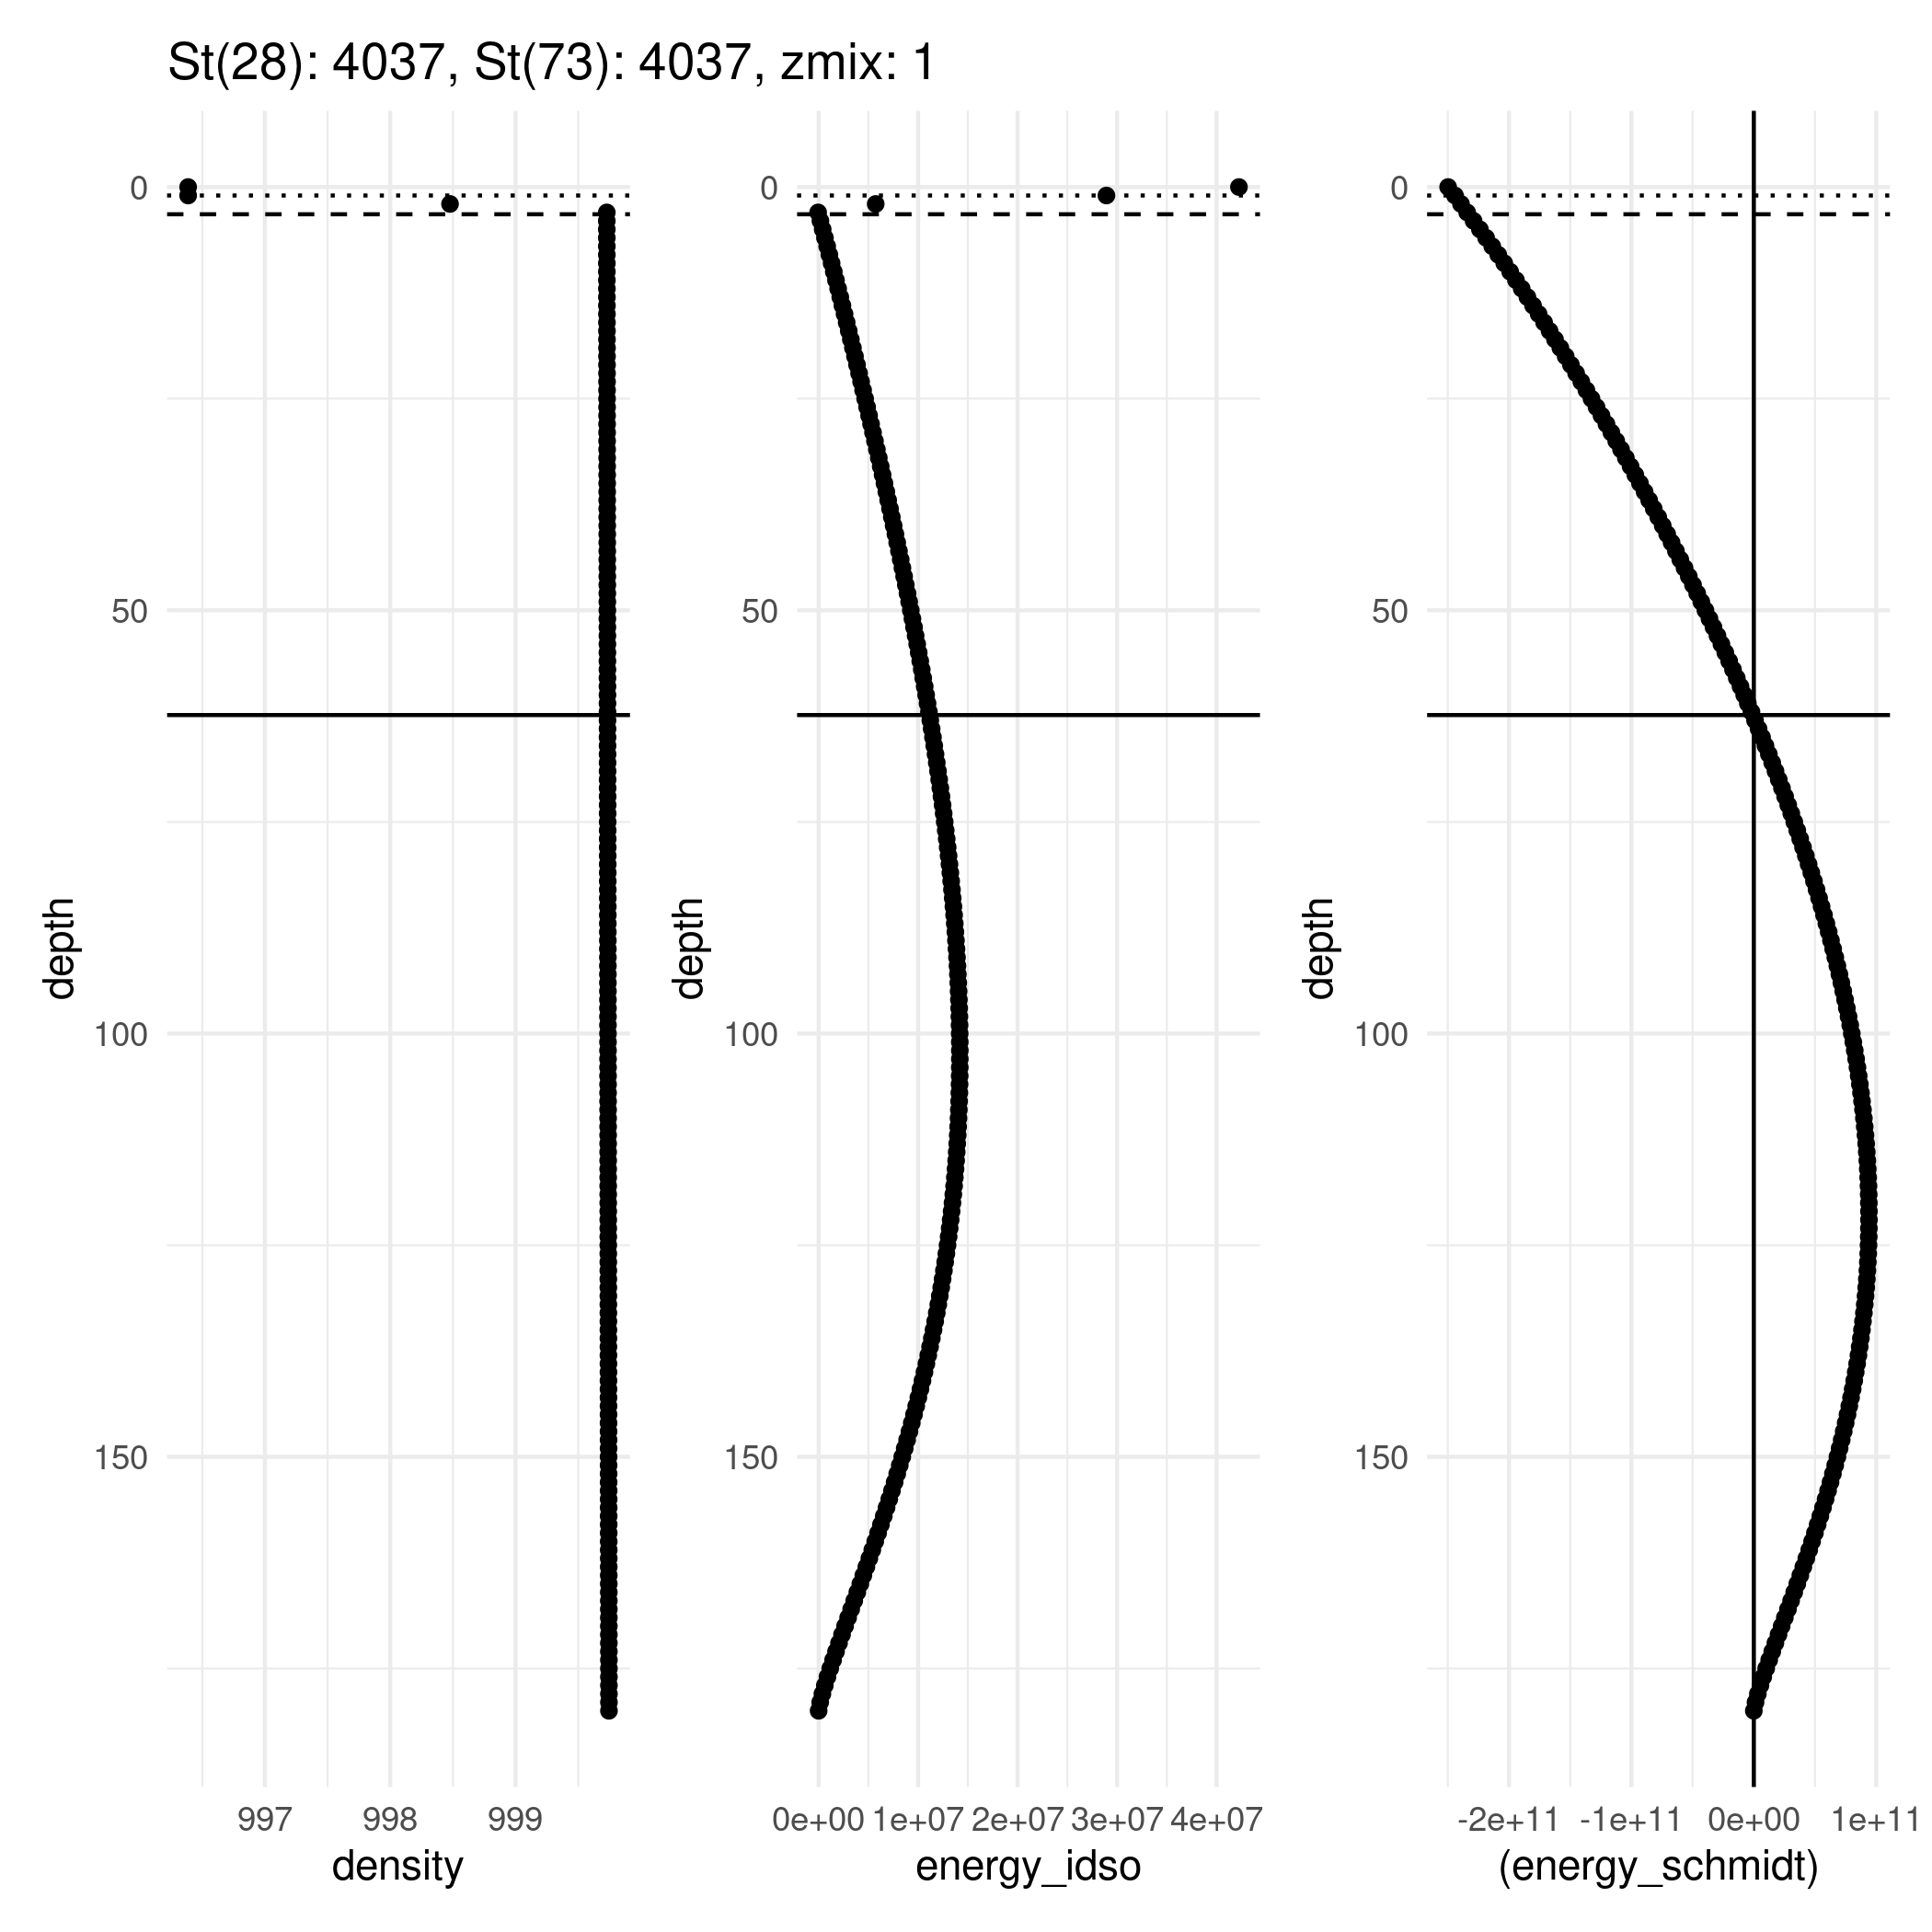 St(28): 4037, St(73): 4037, zmix: 1
depth
0
50
100
150
997 998 999
density
depth
0
50
100
150
0e+00 1e+07 2e+07 3e+07 4e+07
energy_idso
depth
0
50
100
150
-2e+11 -1e+11 0e+00 1e+11
(energy_schmidt)